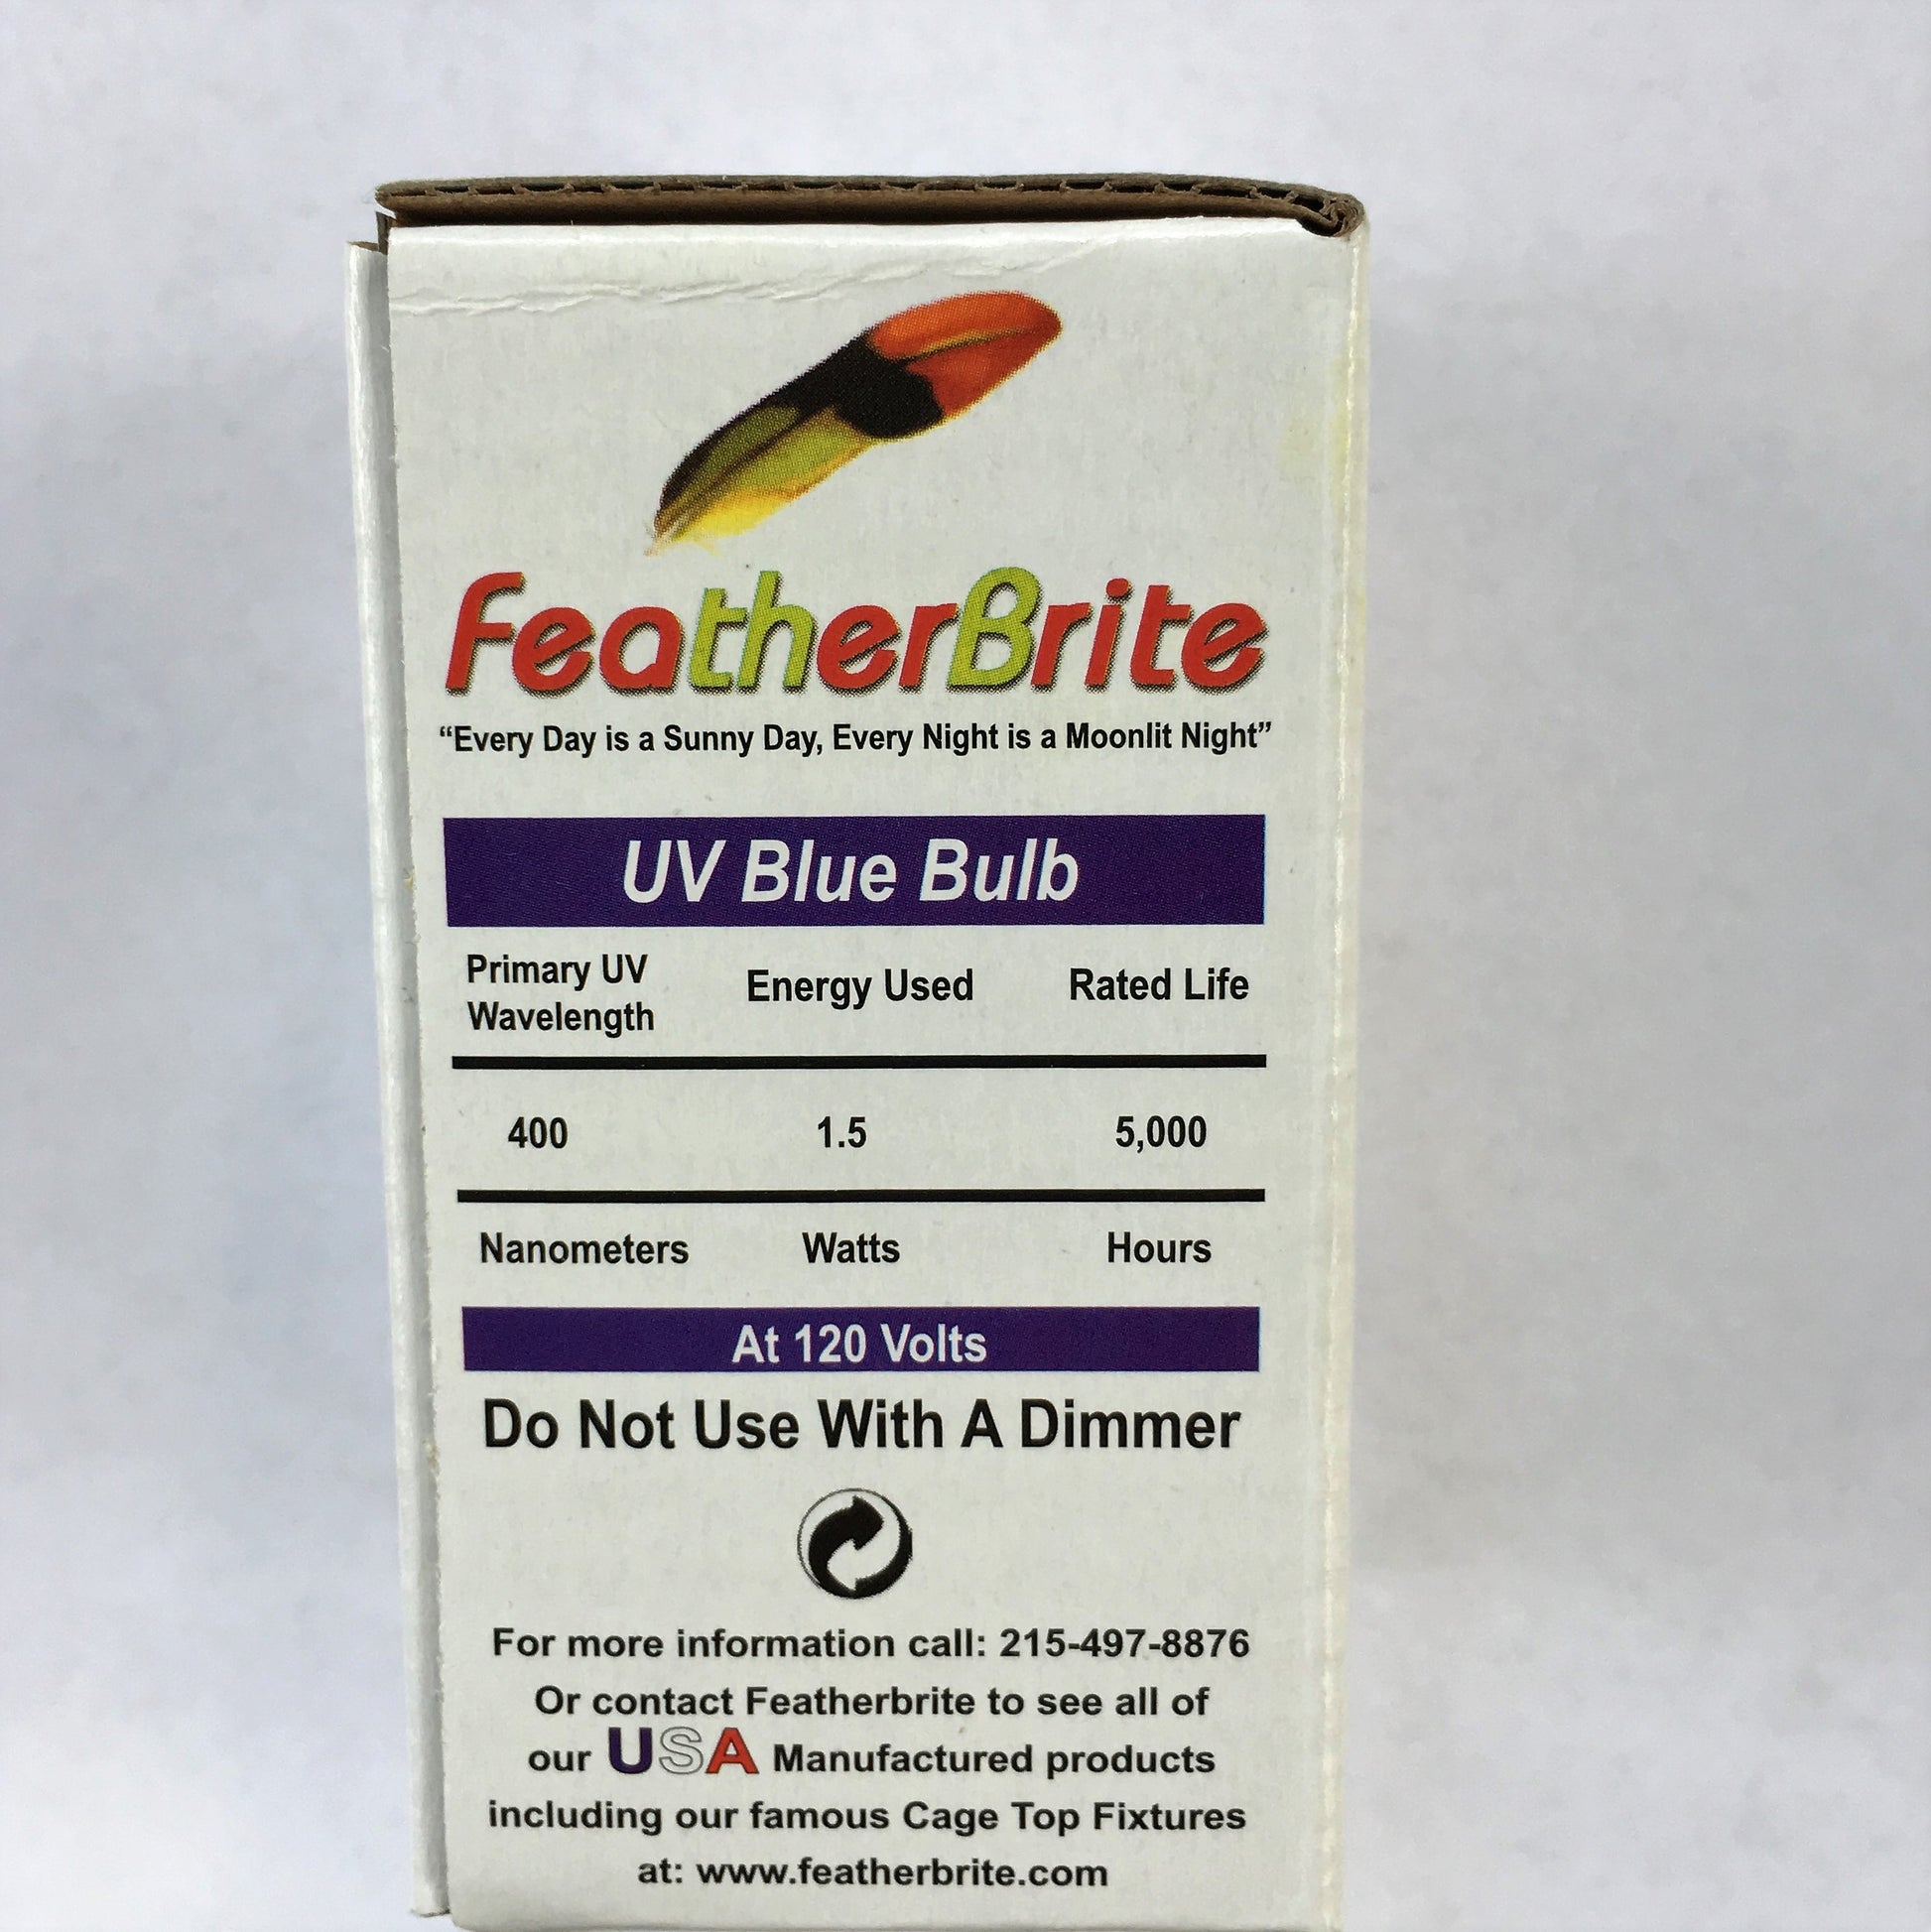 FeatherBrite
“Every Day is a Sunny Day, Every Night is a Moonlit Night”
UV Blue Bulb
Primary UV Wavelength Energy Used Rated Life
400 1.5 5,000
Nanometers Watts Hours
At 120 Volts
Do Not Use With A Dimmer
For more information call: 215-497-8876
Or contact Featherbrite to see all of
our USA Manufactured products
including our famous Cage Top Fixtures
at: www.featherbrite.com